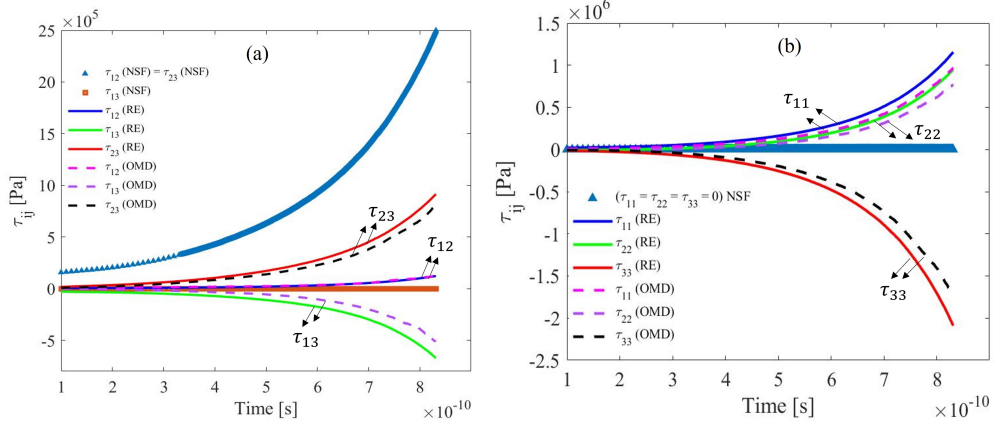 ×10⁵
(a)
25
20
15
10
5
0
-5
τ₁₂ (NSF) = τ₂₃ (NSF)
τ₁₃ (NSF)
τ₁₂ (RE)
τ₁₃ (RE)
τ₂₃ (RE)
τ₁₂ (OMD)
τ₁₃ (OMD)
τ₂₃ (OMD)
τ₂₃
τ₁₂
τ₁₃
τij [Pa]
1 2 3 4 5 6 7 8
Time [s]
×10⁻¹⁰
×10⁶
(b)
1.5
1
0.5
0
-0.5
-1
-1.5
-2
-2.5
τ₁₁
τ₂₂
(τ₁₁ = τ₂₂ = τ₃₃ = 0) NSF
τ₁₁ (RE)
τ₂₂ (RE)
τ₃₃ (RE)
τ₁₁ (OMD)
τ₂₂ (OMD)
τ₃₃ (OMD)
τ₃₃
τij [Pa]
1 2 3 4 5 6 7 8 9
Time [s]
×10⁻¹⁰